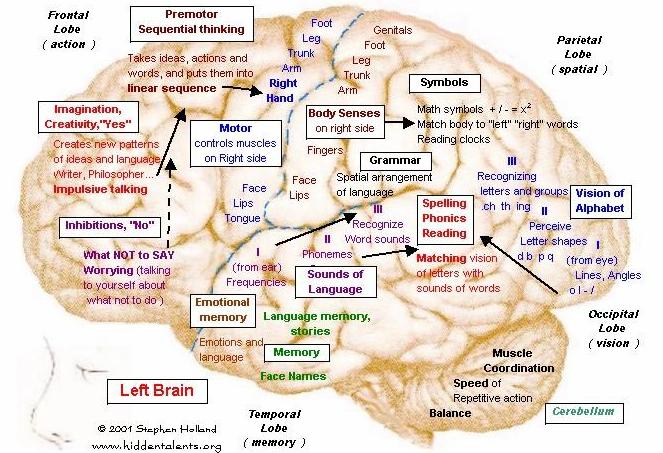 Frontal
Lobe
( action )
Premotor
Sequential thinking
Takes ideas, actions and
words, and puts them into
linear sequence
Foot
Leg
Trunk
Arm
Right
Hand
Genitals
Foot
Leg
Trunk
Arm
Parietal
Lobe
( spatial )
Imagination,
Creativity,"Yes"
Creates new patterns
of ideas and language
Writer, Philosopher...
Impulsive talking
Motor
controls muscles
on Right side
Body Senses
on right side
Fingers
Symbols
Math symbols + / - = x²
Match body to "left" "right" words
Reading clocks
Grammar
Spatial arrangement
of language
Face
Lips
Face
Lips
Tongue
III
Recognizing
letters and groups
ch th ing
II
Perceive
Letter shapes
d b p q
Vision of
Alphabet
I
(from eye)
Lines, Angles
o l - /
Inhibitions, "No"
What NOT to SAY
Worrying (talking
to yourself about
what not to do )
I
(from ear)
Frequencies
II
Phonemes
III
Recognize
Word sounds
Sounds of
Language
Spelling
Phonics
Reading
Matching vision
of letters with
sounds of words
Occipital
Lobe
( vision )
Emotional
memory
Emotions and
language
Language memory,
stories
Memory
Face Names
Muscle
Coordination
Speed of
Repetitive action
Balance
Cerebellum
Left Brain
Temporal
Lobe
( memory )
© 2001 Stephen Holland
www.hiddentalents.org